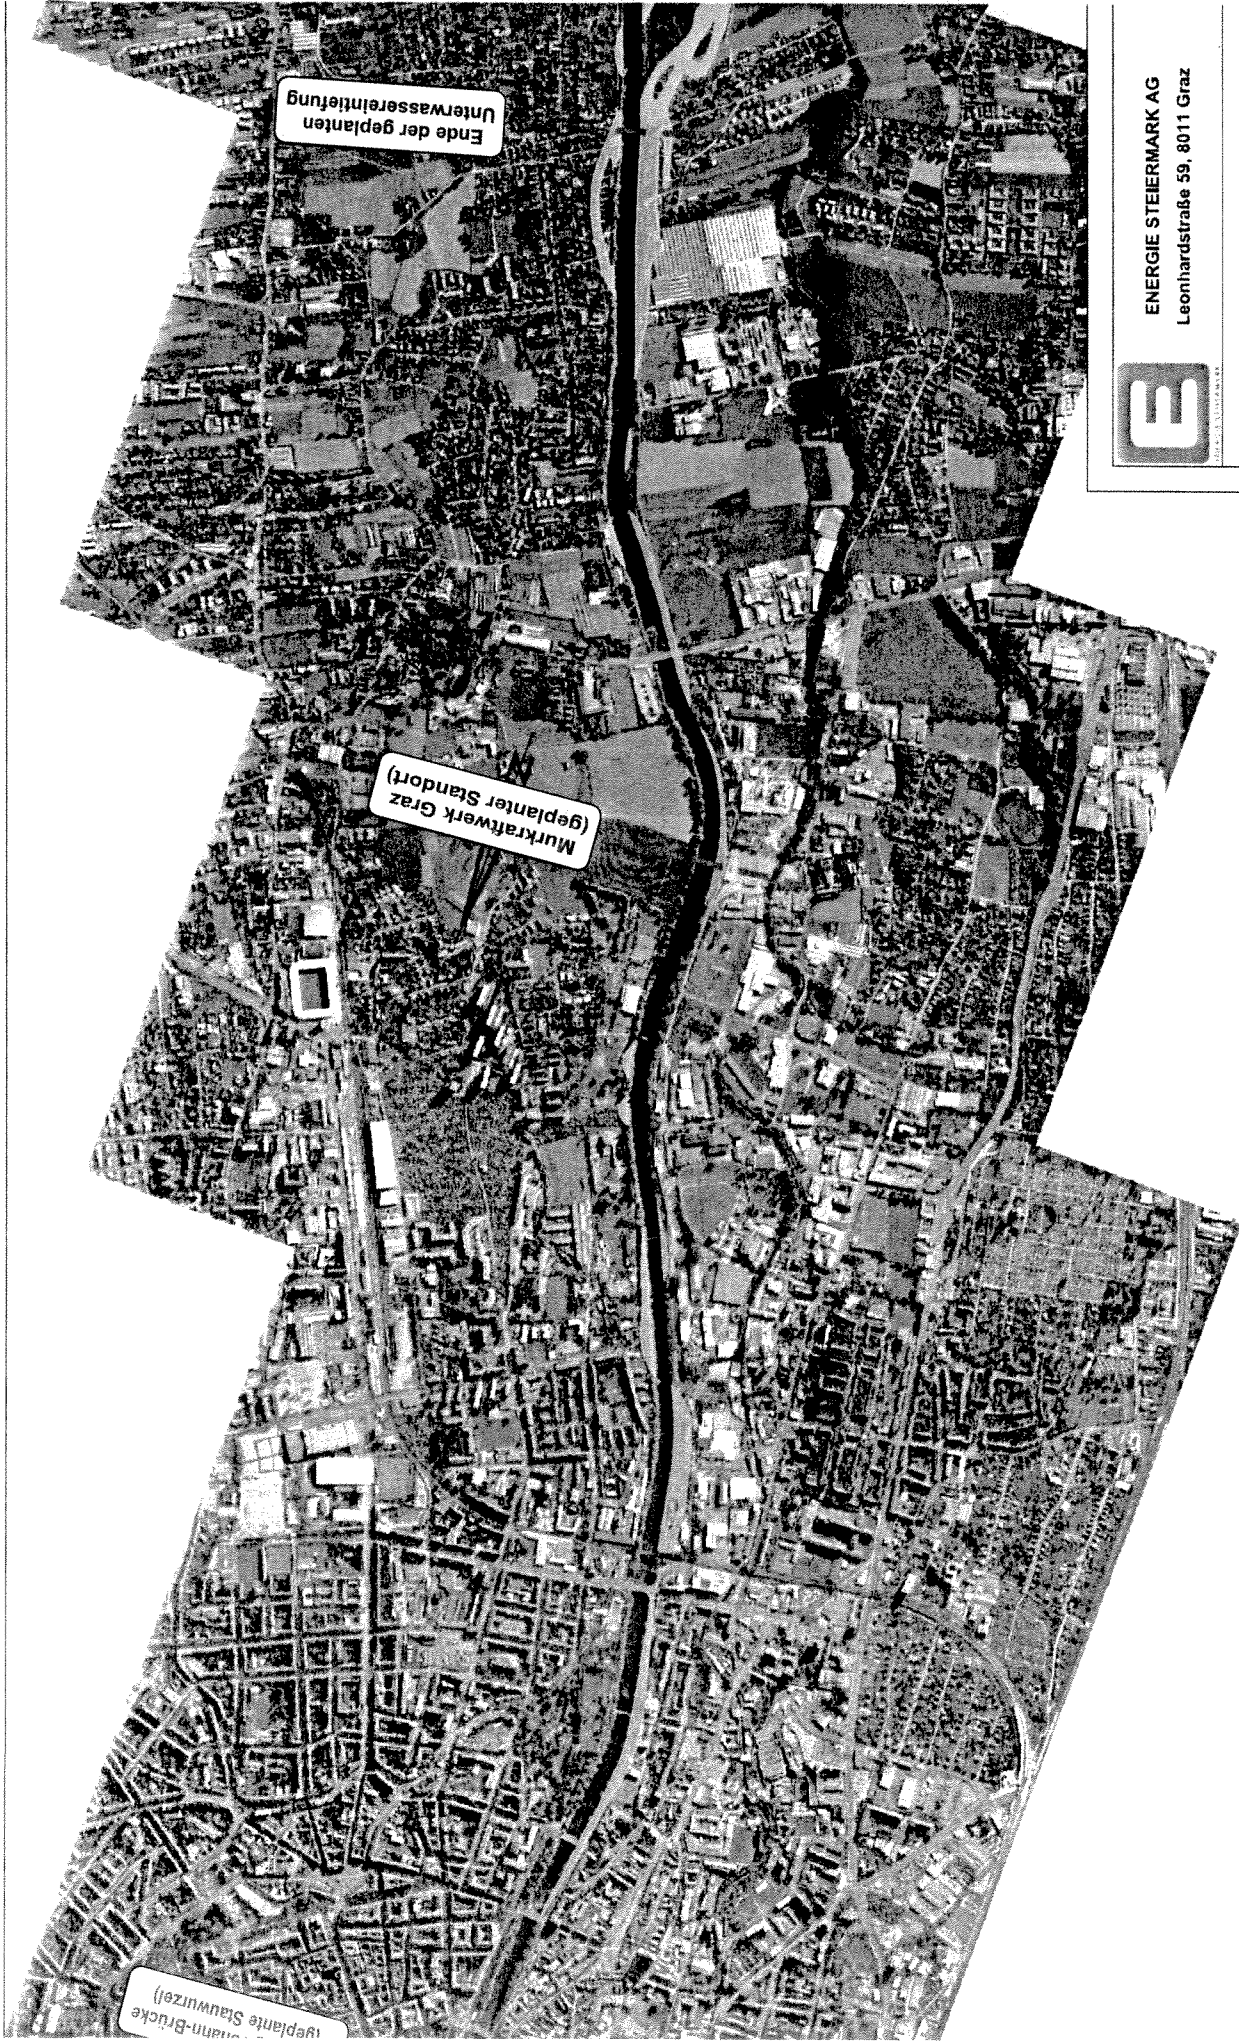 Ende der geplanten
Unterwassereintiefung
Murkraftwerk Graz
(geplanter Standort)
(geplante Stauwurzel)
ENERGIE STEIERMARK AG
Leonhardstraße 59, 8011 Graz
E